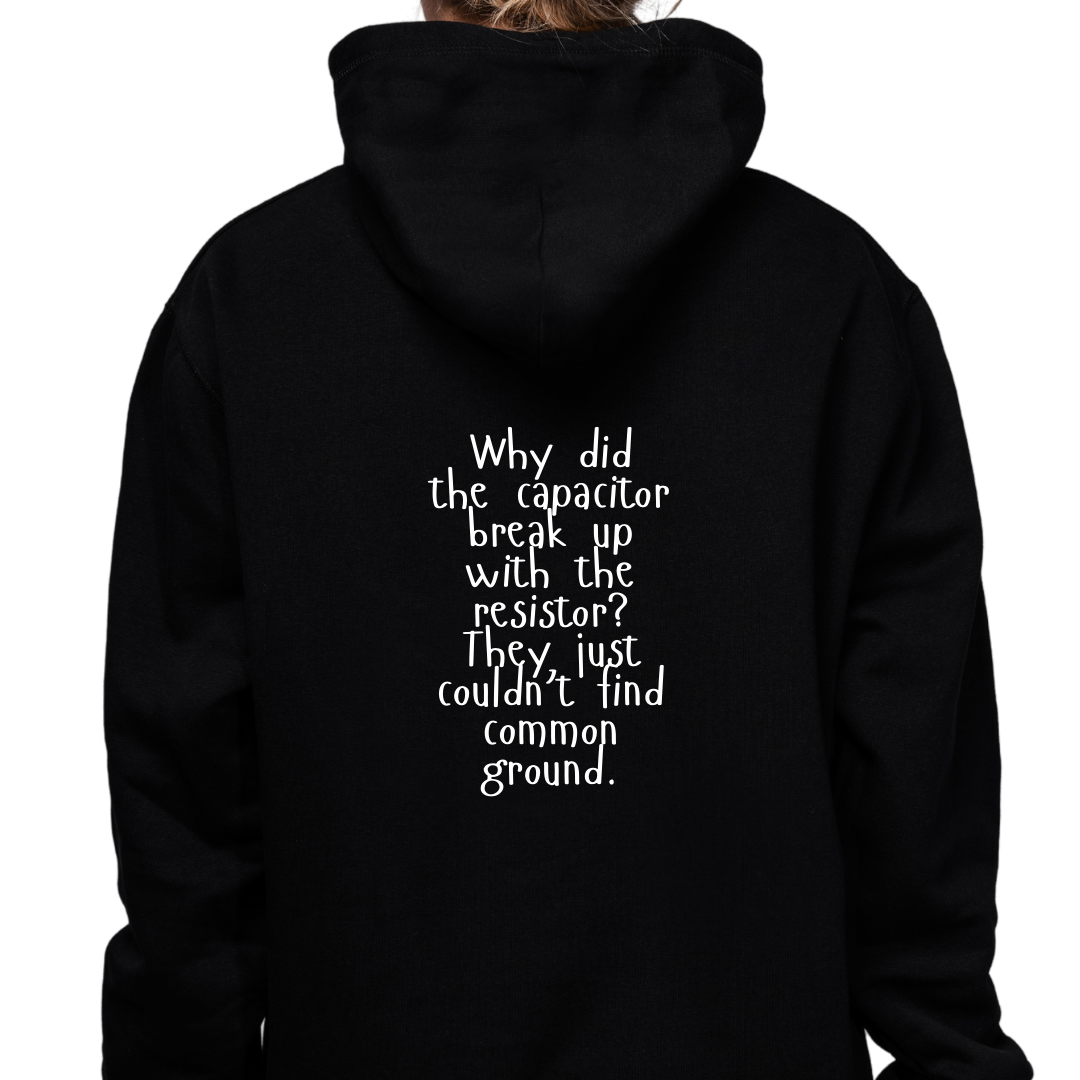 Why did
the capacitor
break up
with the
resistor?
They just
couldn't find
common
ground.